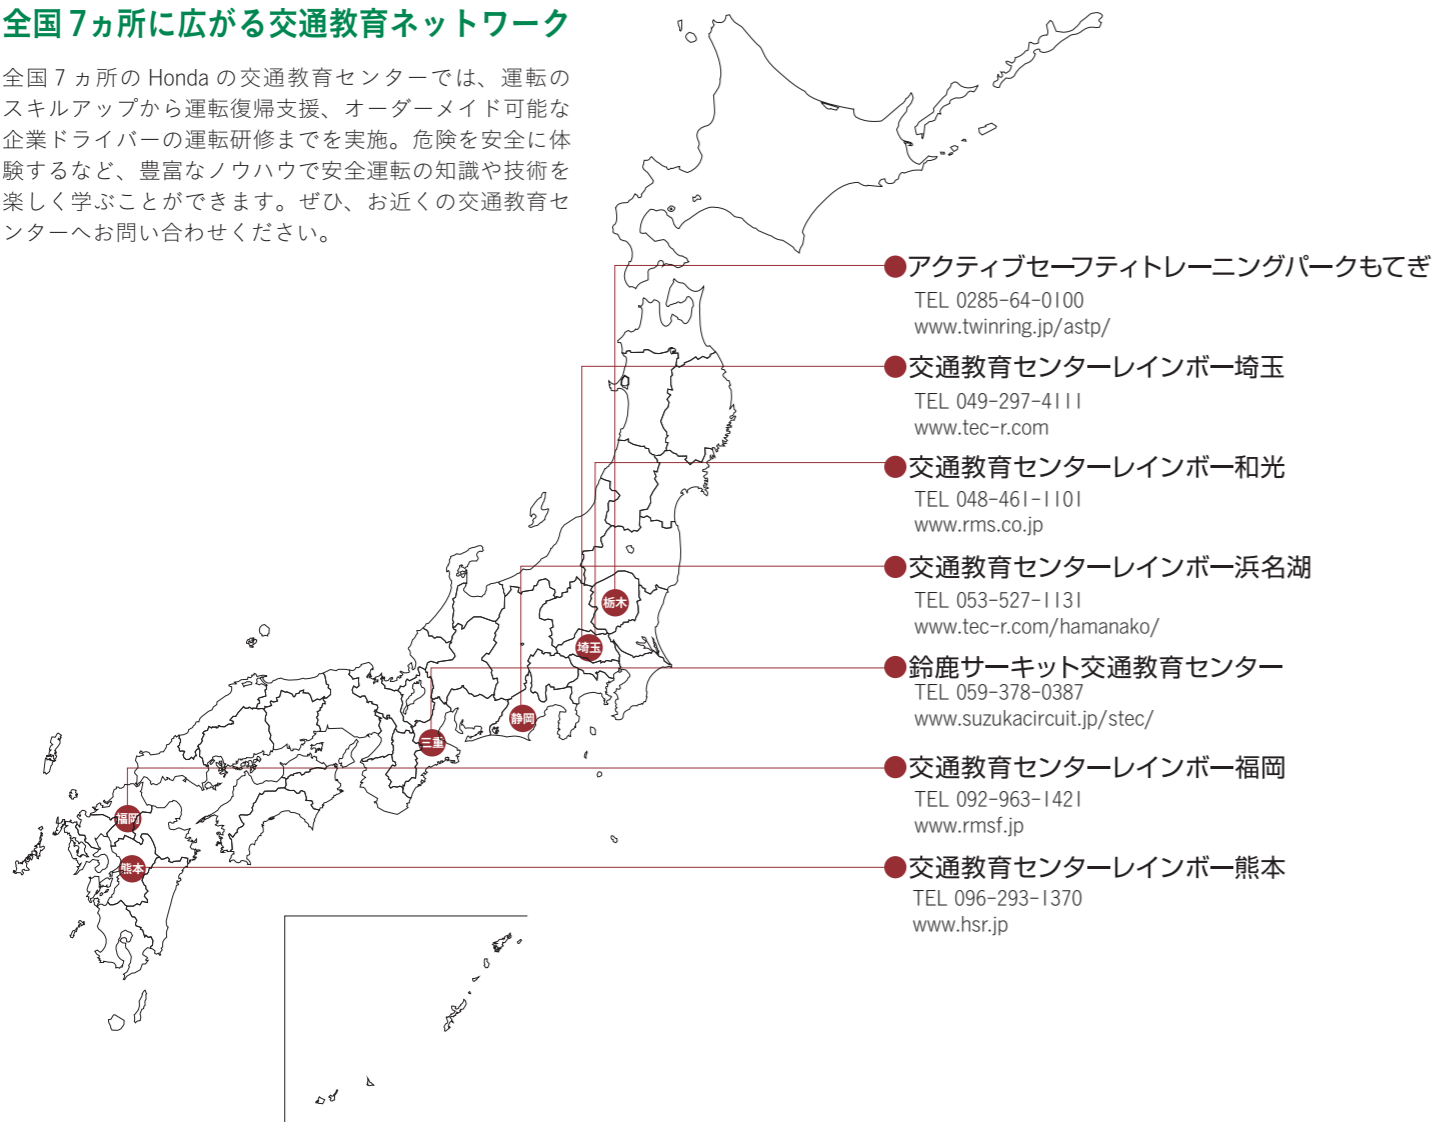 全国7ヵ所に広がる交通教育ネットワーク
全国7ヵ所のHondaの交通教育センターでは、運転の
スキルアップから運転復帰支援、オーダーメイド可能な
企業ドライバーの運転研修までを実施。危険を安全に体
験するなど、豊富なノウハウで安全運転の知識や技術を
楽しく学ぶことができます。ぜひ、お近くの交通教育セ
ンターへお問い合わせください。
●アクティブセーフティトレーニングパークもてぎ
TEL 0285-64-0100
www.twinring.jp/astp/
●交通教育センターレインボー埼玉
TEL 049-297-4111
www.tec-r.com
●交通教育センターレインボー和光
TEL 048-461-1101
www.rms.co.jp
●交通教育センターレインボー浜名湖
TEL 053-527-1131
www.tec-r.com/hamanako/
●鈴鹿サーキット交通教育センター
TEL 059-378-0387
www.suzukacircuit.jp/stec/
●交通教育センターレインボー福岡
TEL 092-963-1421
www.rmsf.jp
●交通教育センターレインボー熊本
TEL 096-293-1370
www.hsr.jp
栃木
埼玉
静岡
三重
福岡
熊本